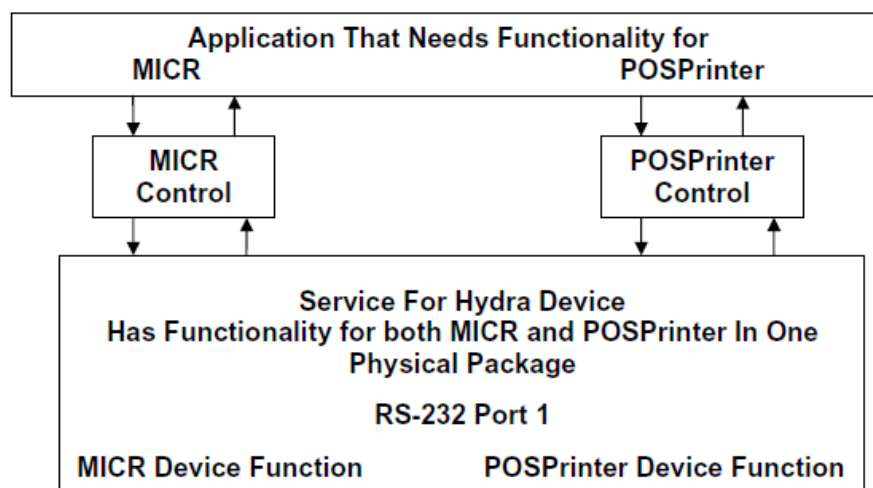 Application That Needs Functionality for
MICR POSPrinter
MICR
Control
POSPrinter
Control
Service For Hydra Device
Has Functionality for both MICR and POSPrinter In One
Physical Package
RS-232 Port 1
MICR Device Function POSPrinter Device Function